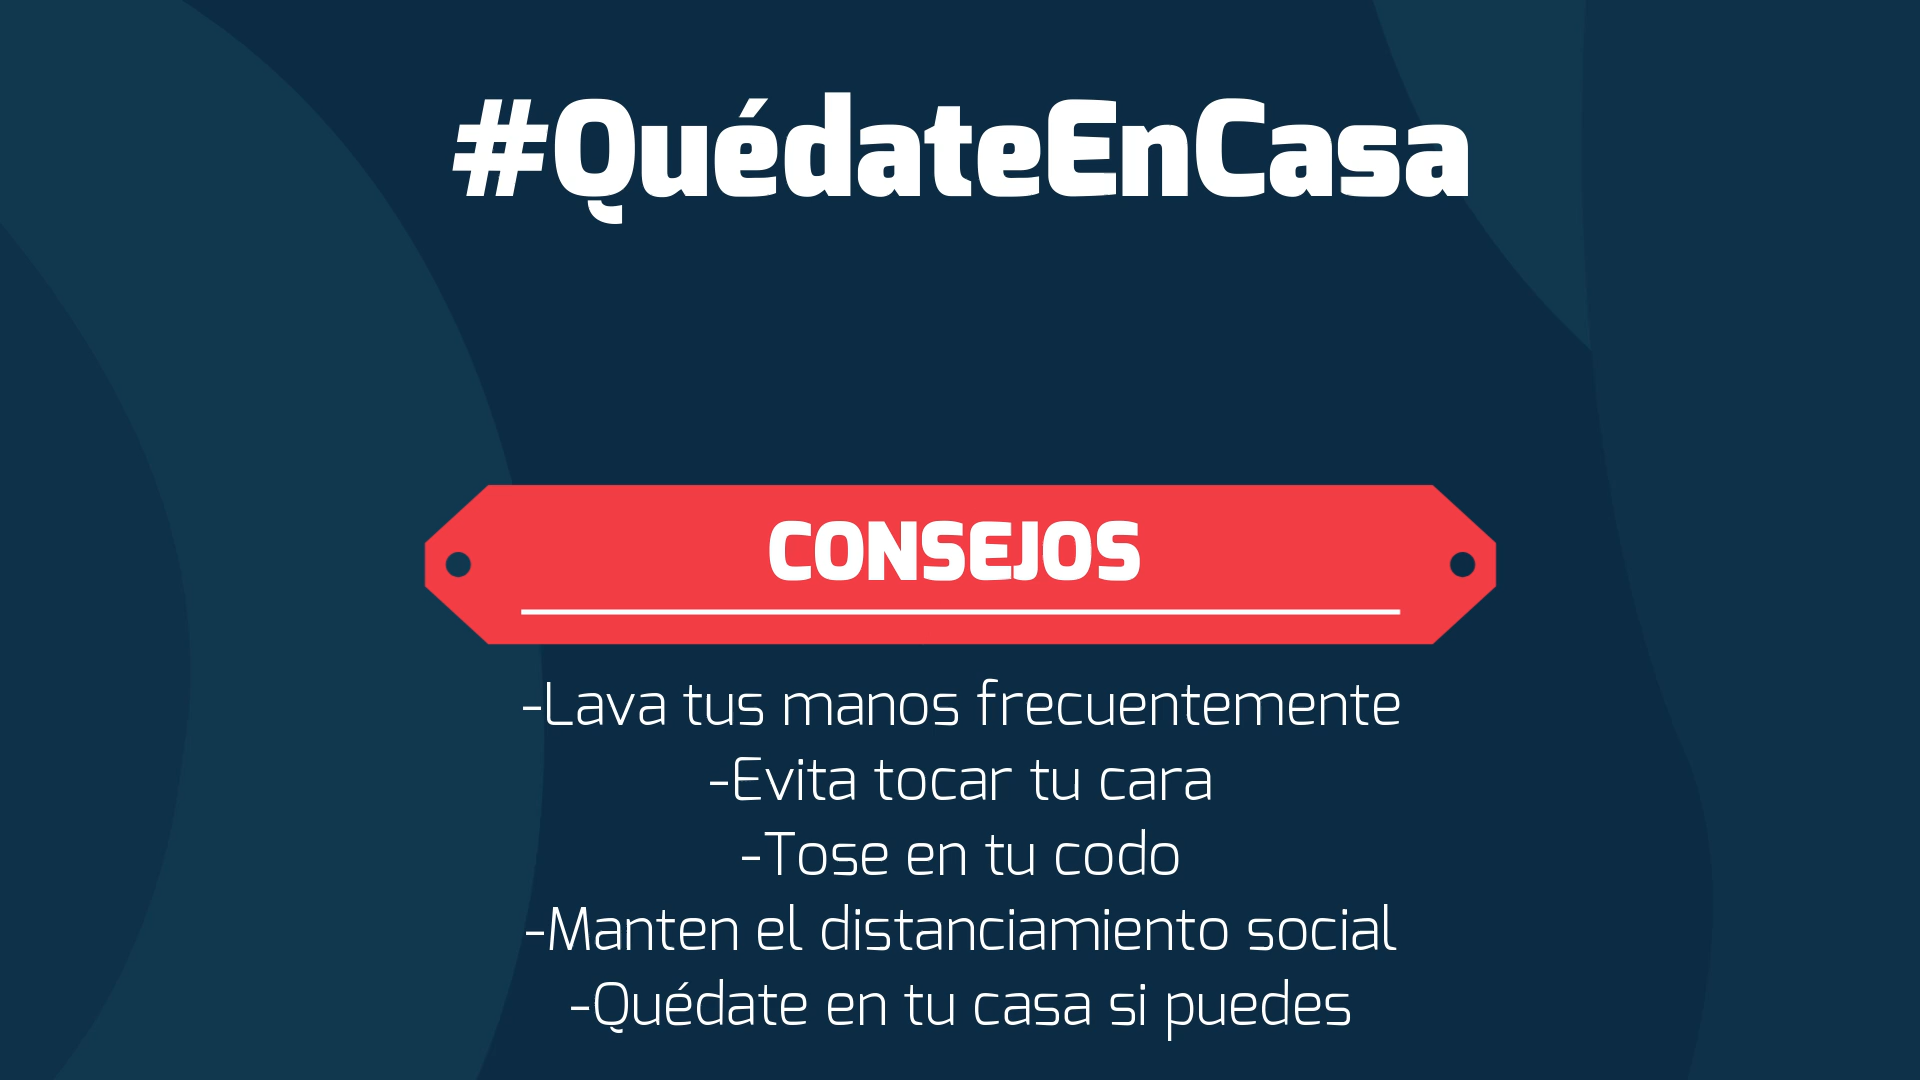 #QuédateEnCasa
CONSEJOS
-Lava tus manos frecuentemente
-Evita tocar tu cara
-Tose en tu codo
-Manten el distanciamiento social
-Quédate en tu casa si puedes